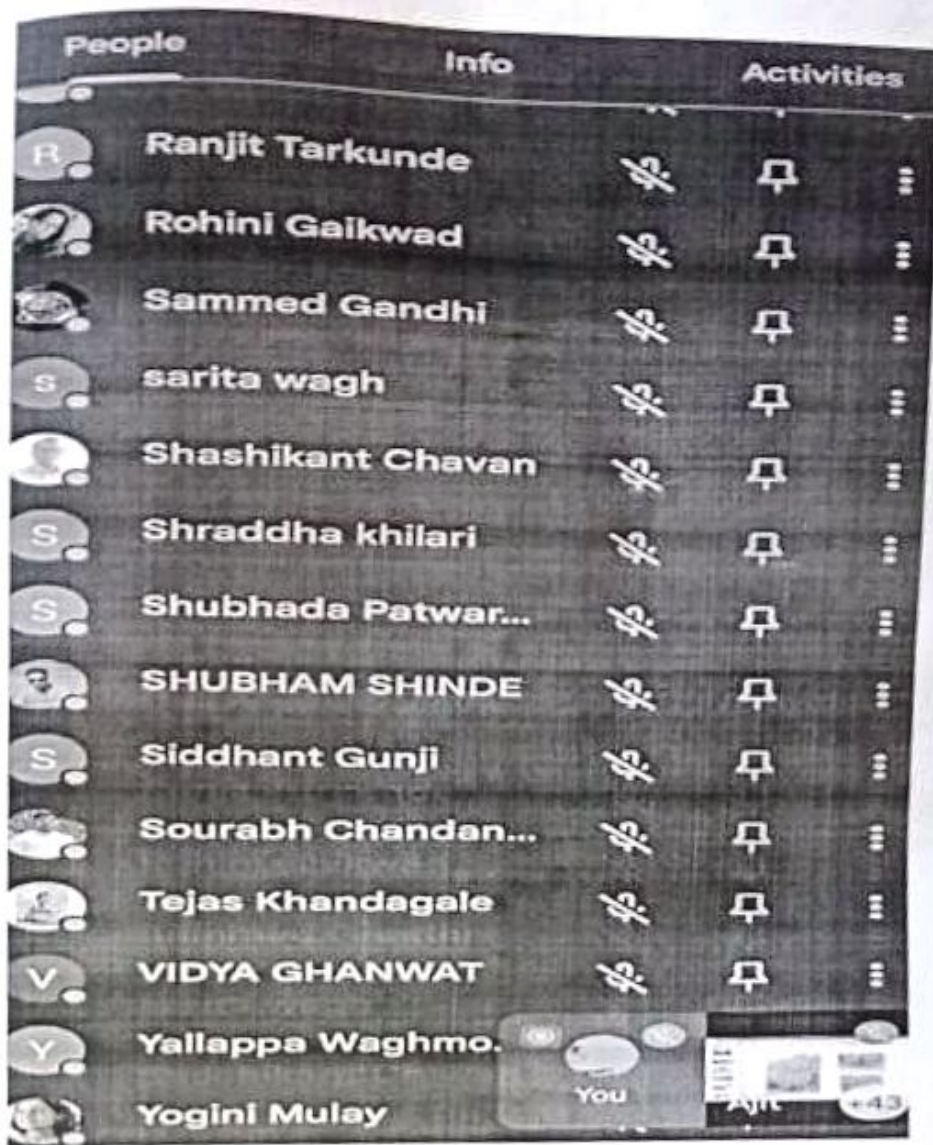 People Info Activities
R Ranjit Tarkunde
Rohini Gaikwad
Sammed Gandhi
S sarita wagh
Shashikant Chavan
S Shraddha khilari
S Shubhada Patwar...
SHUBHAM SHINDE
S Siddhant Gunji
Sourabh Chandan...
Tejas Khandagale
V VIDYA GHANWAT
Y Yallappa Waghmo.
Yogini Mulay
You
Ajit +43